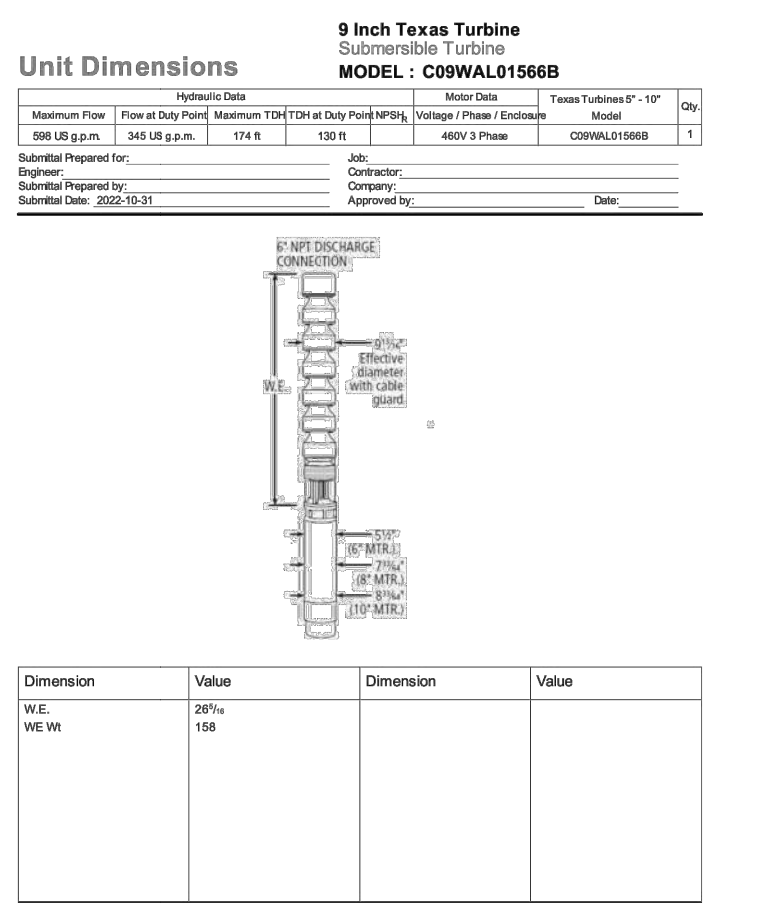 9 Inch Texas Turbine
Submersible Turbine
Unit Dimensions
MODEL : C09WAL01566B
Hydraulic Data Motor Data Texas Turbines 5" - 10" Qty.
Maximum Flow Flow at Duty Point Maximum TDH TDH at Duty Point NPSHR Voltage / Phase / Enclosure Model
598 US g.p.m. 345 US g.p.m. 174 ft 130 ft 460V 3 Phase C09WAL01566B 1
Submittal Prepared for: Job:
Engineer: Contractor:
Submittal Prepared by: Company:
Submittal Date: 2022-10-31 Approved by: Date:
6" NPT DISCHARGE
CONNECTION
Effective
diameter
W.E. with cable
guard
5½"
(6" MTR.)
(8" MTR.)
(10" MTR.)
Dimension Value Dimension Value
W.E. 26⁵/₁₆
WE Wt 158